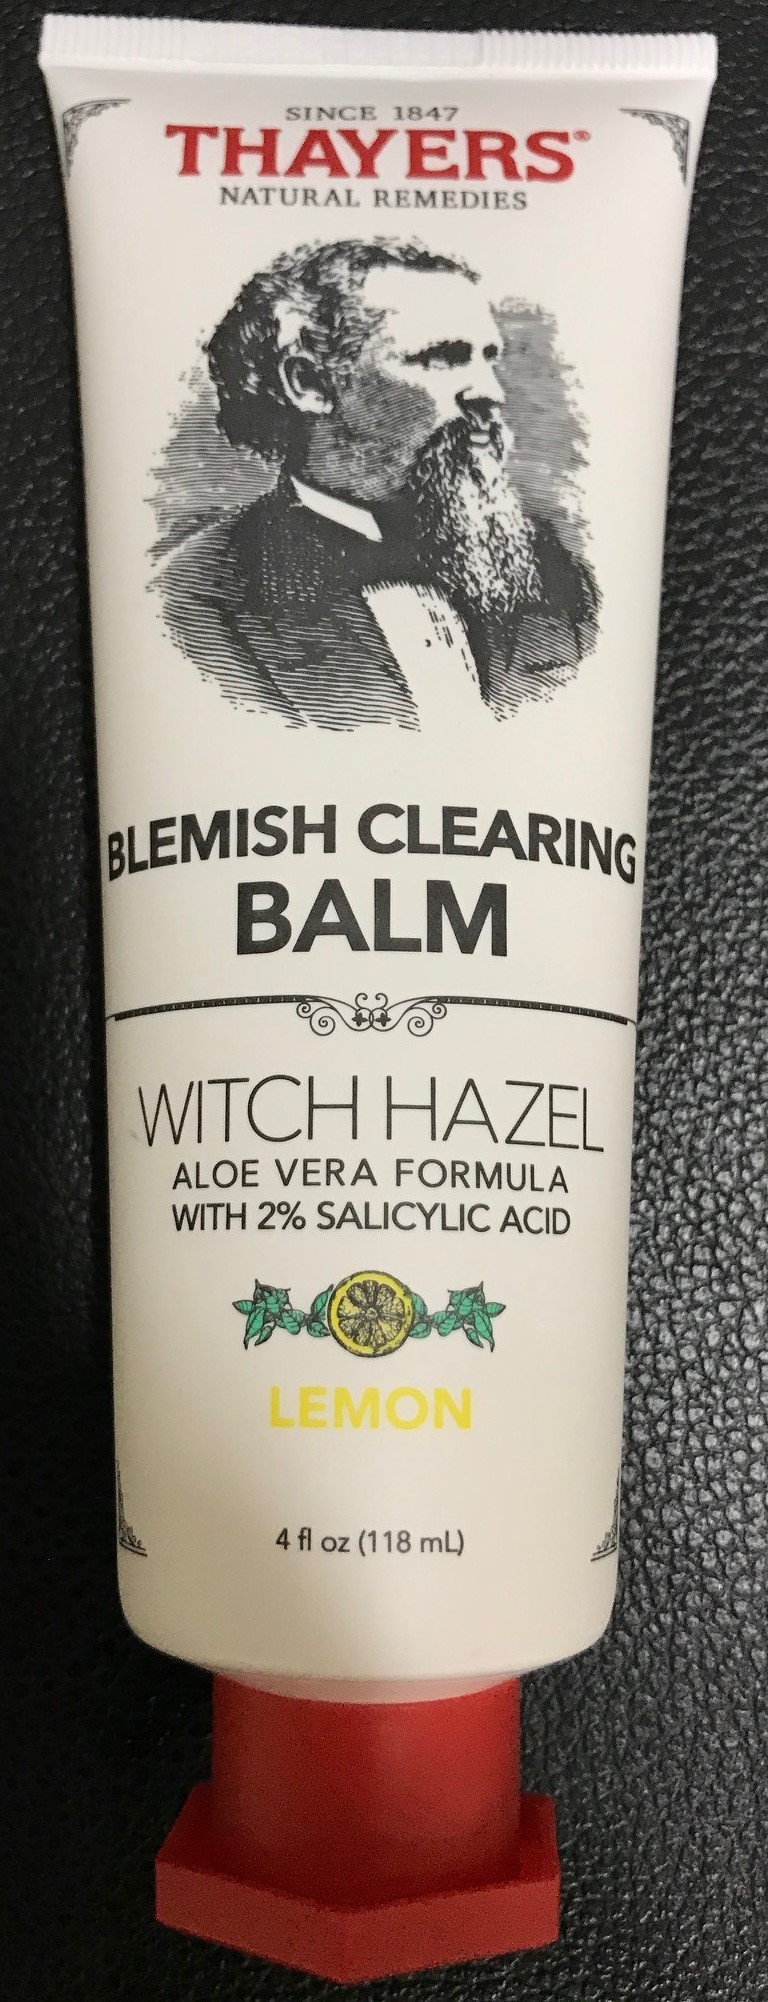 SINCE 1847
THAYERS®
NATURAL REMEDIES
BLEMISH CLEARING
BALM
WITCH HAZEL
ALOE VERA FORMULA
WITH 2% SALICYLIC ACID
LEMON
4 fl oz (118 mL)